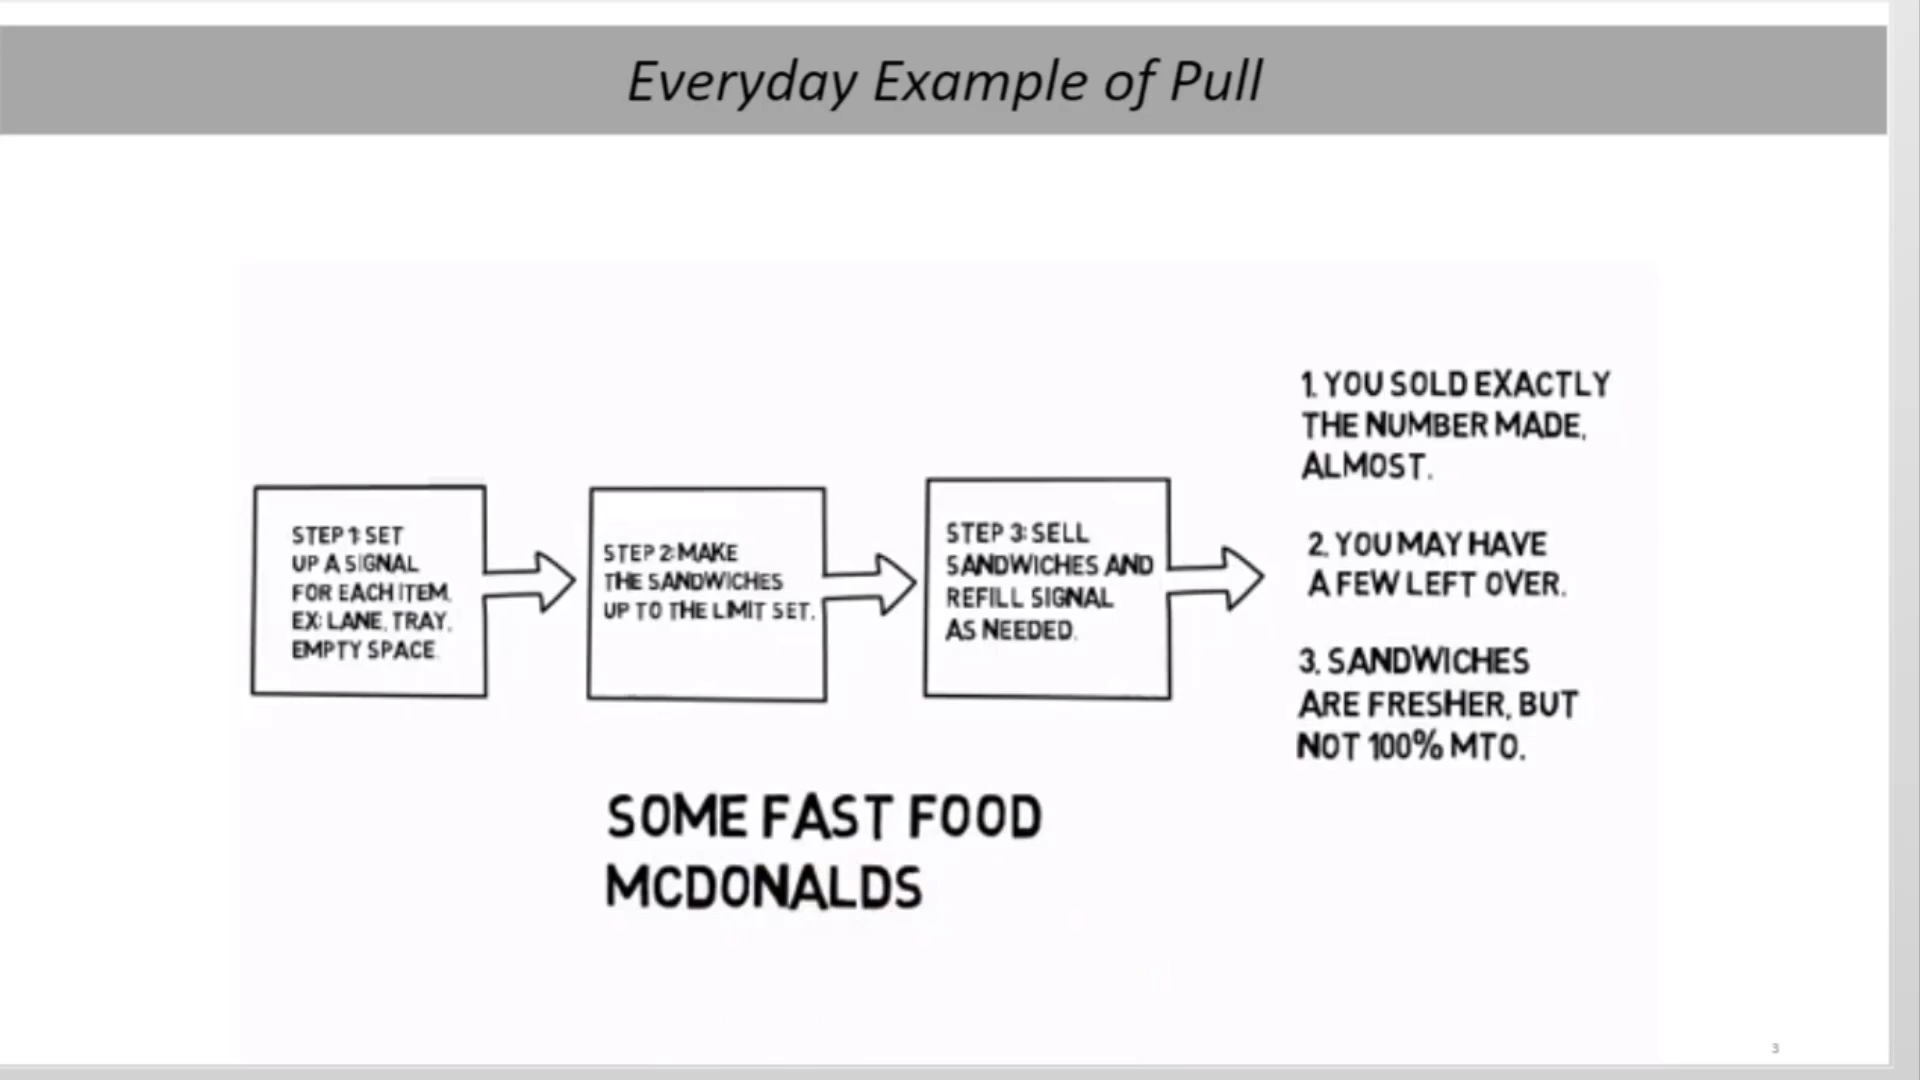 Everyday Example of Pull
STEP 1: SET
UP A SIGNAL
FOR EACH ITEM.
EX: LANE, TRAY,
EMPTY SPACE.
STEP 2: MAKE
THE SANDWICHES
UP TO THE LIMIT SET.
STEP 3: SELL
SANDWICHES AND
REFILL SIGNAL
AS NEEDED.
1. YOU SOLD EXACTLY
THE NUMBER MADE,
ALMOST.
2. YOU MAY HAVE
A FEW LEFT OVER.
3. SANDWICHES
ARE FRESHER, BUT
NOT 100% MTO.
SOME FAST FOOD
MCDONALDS
3